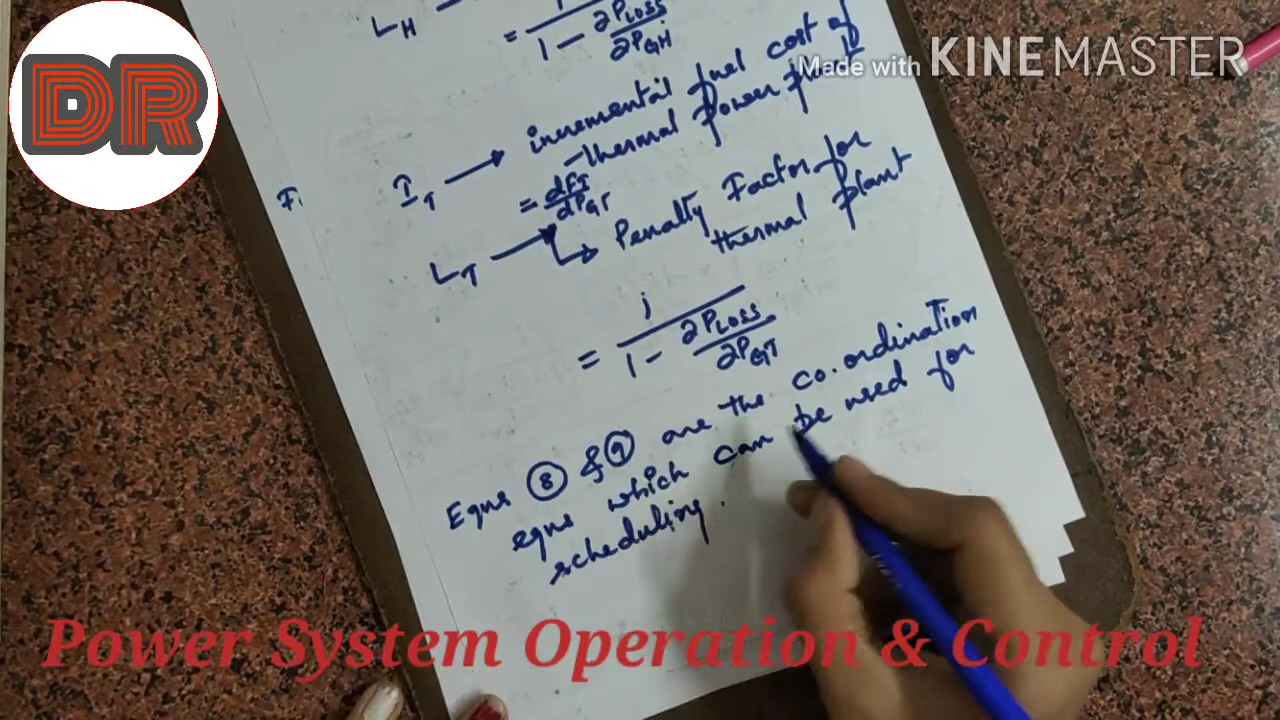 DR
Made with KINEMASTER
L_H
= 1 / (1 - ∂P_LOSS / ∂P_GH)
I_T → incremental fuel cost of
thermal power plant
= dF_T / dP_GT
F₁
L_T → Penalty Factor for
thermal plant
= 1 / (1 - ∂P_LOSS / ∂P_GT)
Eqns ⑧ & ⑨ are the co.ordination
eqns which can be used for
scheduling.
Power System Operation & Control